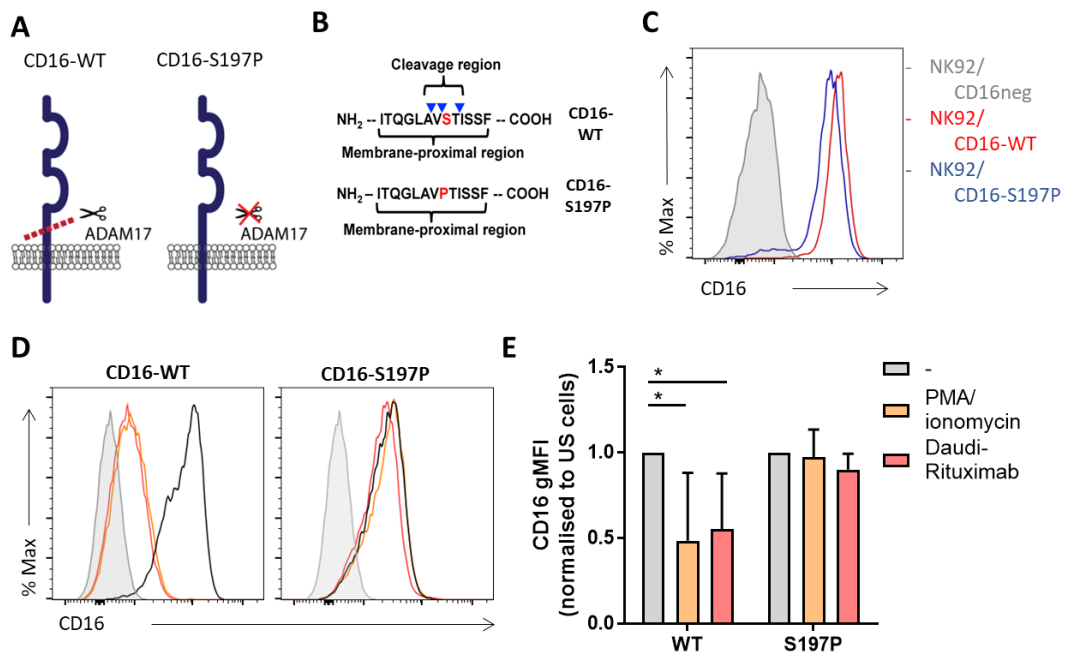 A
CD16-WT
CD16-S197P
ADAM17
ADAM17
B
Cleavage region
NH2 -- ITQGLAVSTISSF -- COOH
CD16-
WT
Membrane-proximal region
NH2 -- ITQGLAVPTISSF -- COOH
CD16-
S197P
Membrane-proximal region
C
% Max
CD16
- NK92/
CD16neg
- NK92/
CD16-WT
- NK92/
CD16-S197P
D
CD16-WT
CD16-S197P
% Max
CD16
E
CD16 gMFI
(normalised to US cells)
1.5
1.0
0.5
0.0
*
*
WT
S197P
-
PMA/
ionomycin
Daudi-
Rituximab